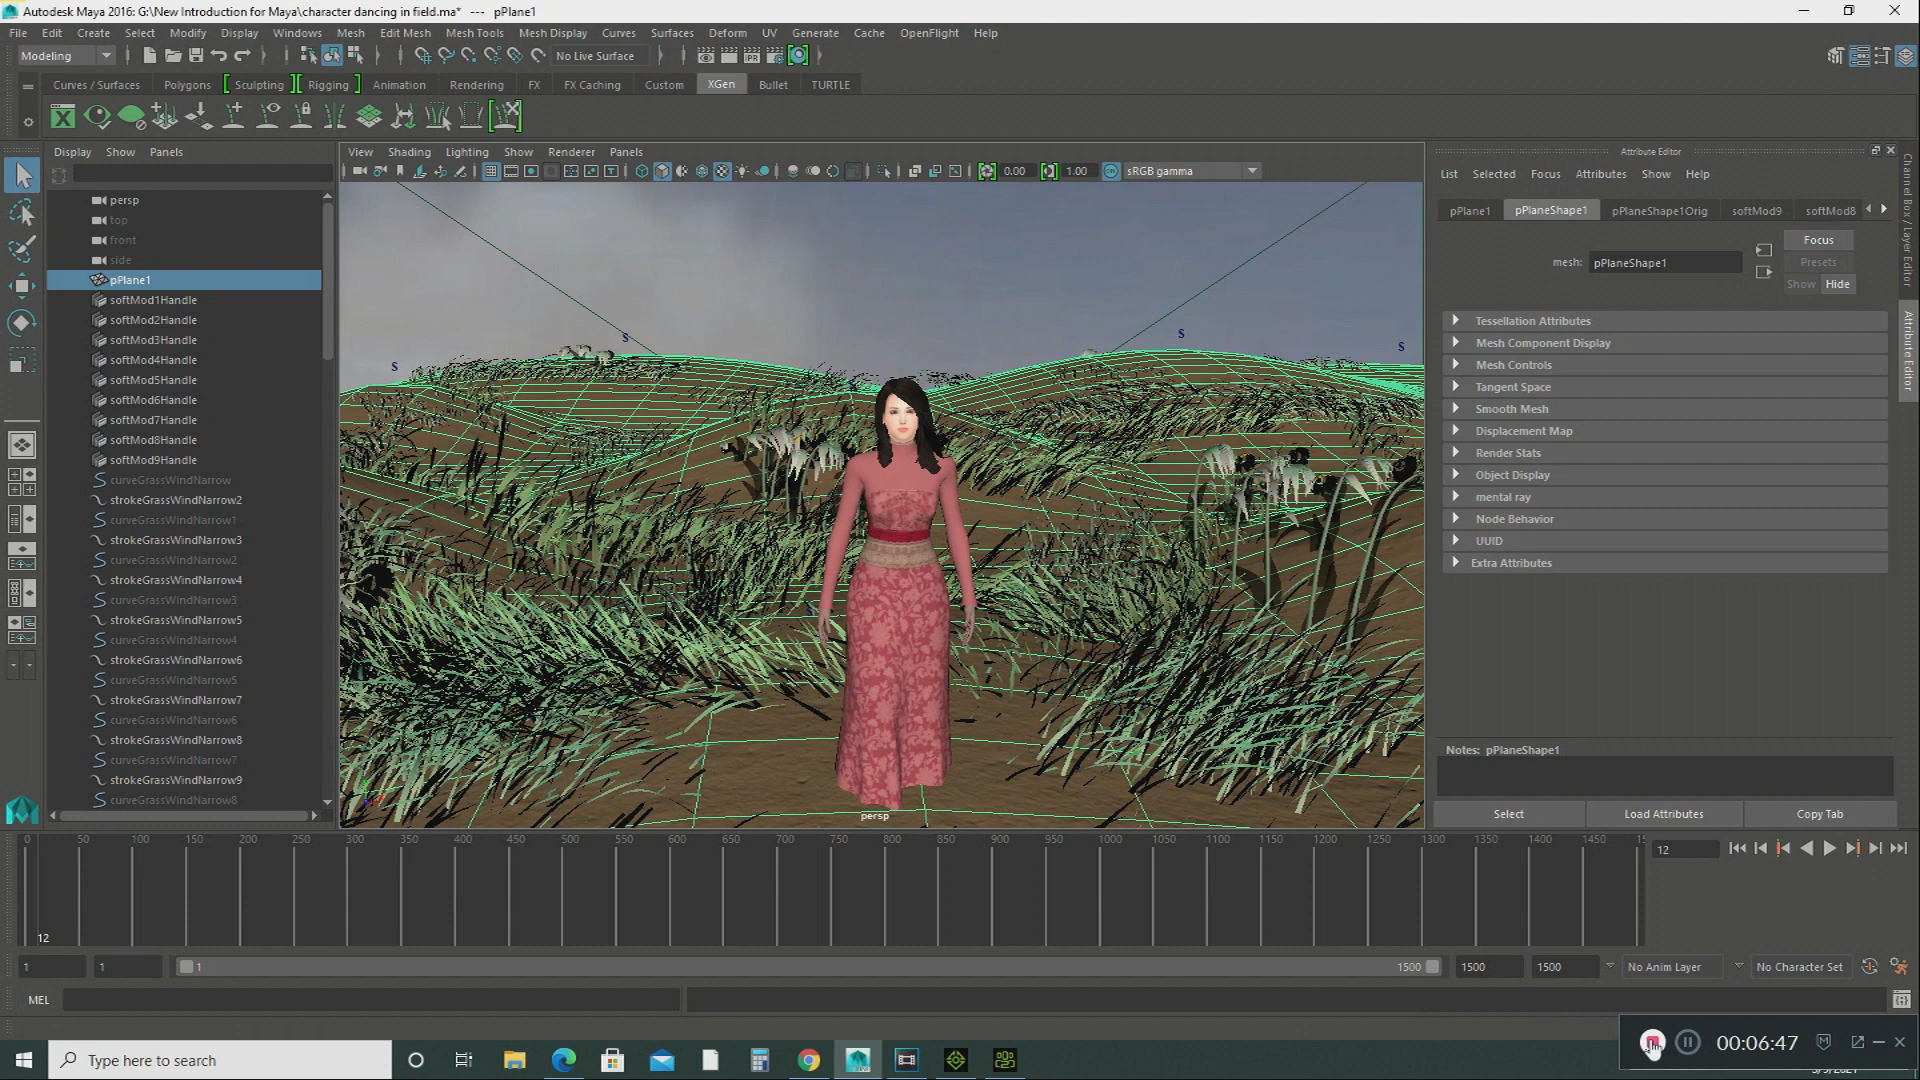 Autodesk Maya 2016: G:\New Introduction for Maya\character dancing in field.ma* --- pPlane1
File Edit Create Select Modify Display Windows Mesh Edit Mesh Mesh Tools Mesh Display Curves Surfaces Deform UV Generate Cache OpenFlight Help
Modeling No Live Surface IPR
Curves / Surfaces Polygons Sculpting Rigging Animation Rendering FX FX Caching Custom XGen Bullet TURTLE
Display Show Panels
View Shading Lighting Show Renderer Panels
0.00 1.00 sRGB gamma
persp
top
front
side
pPlane1
softMod1Handle
softMod2Handle
softMod3Handle
softMod4Handle
softMod5Handle
softMod6Handle
softMod7Handle
softMod8Handle
softMod9Handle
curveGrassWindNarrow
strokeGrassWindNarrow2
curveGrassWindNarrow1
strokeGrassWindNarrow3
curveGrassWindNarrow2
strokeGrassWindNarrow4
curveGrassWindNarrow3
strokeGrassWindNarrow5
curveGrassWindNarrow4
strokeGrassWindNarrow6
curveGrassWindNarrow5
strokeGrassWindNarrow7
curveGrassWindNarrow6
strokeGrassWindNarrow8
curveGrassWindNarrow7
strokeGrassWindNarrow9
curveGrassWindNarrow8
S S S S
persp
Attribute Editor
List Selected Focus Attributes Show Help
pPlane1 pPlaneShape1 pPlaneShape1Orig softMod9 softMod8
Focus
mesh: pPlaneShape1
Presets
Show Hide
Tessellation Attributes
Mesh Component Display
Mesh Controls
Tangent Space
Smooth Mesh
Displacement Map
Render Stats
Object Display
mental ray
Node Behavior
UUID
Extra Attributes
Notes: pPlaneShape1
Select Load Attributes Copy Tab
Channel Box / Layer Editor
Attribute Editor
0 50 100 150 200 250 300 350 400 450 500 550 600 650 700 750 800 850 900 950 1000 1050 1100 1150 1200 1250 1300 1350 1400 1450
12
12
1 1 1 1500 1500 1500 No Anim Layer No Character Set
MEL
00:06:47
Type here to search